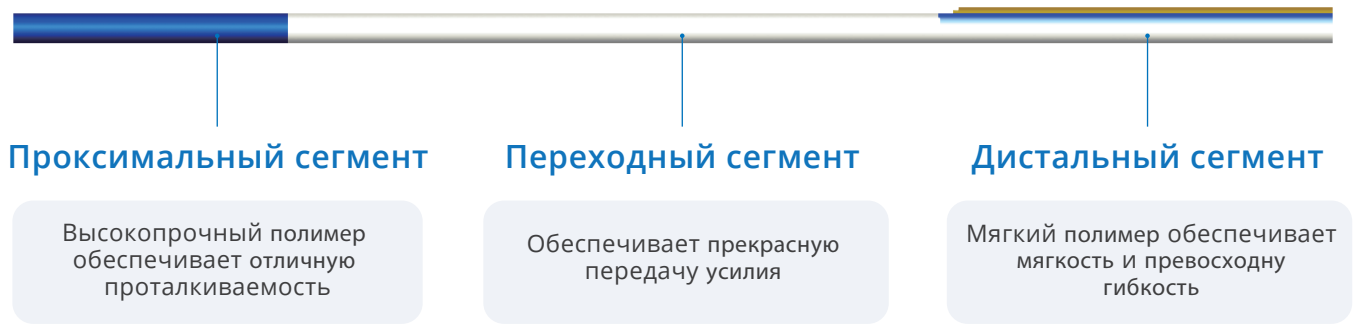 Проксимальный сегмент
Высокопрочный полимер
обеспечивает отличную
проталкиваемость
Переходный сегмент
Обеспечивает прекрасную
передачу усилия
Дистальный сегмент
Мягкий полимер обеспечивает
мягкость и превосходну
гибкость